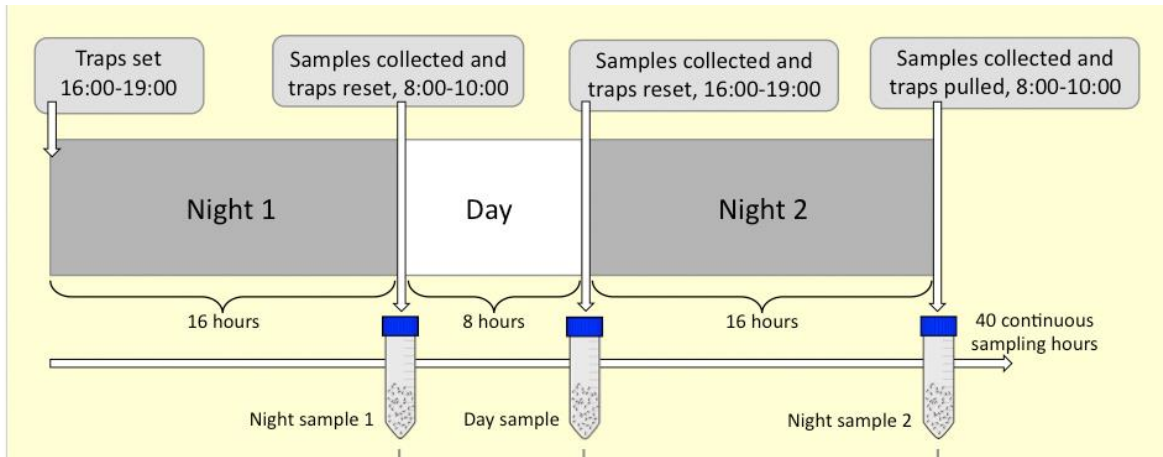 Traps set
16:00-19:00
Samples collected and
traps reset, 8:00-10:00
Samples collected and
traps reset, 16:00-19:00
Samples collected and
traps pulled, 8:00-10:00
Night 1
Day
Night 2
16 hours
8 hours
16 hours
40 continuous
sampling hours
Night sample 1
Day sample
Night sample 2